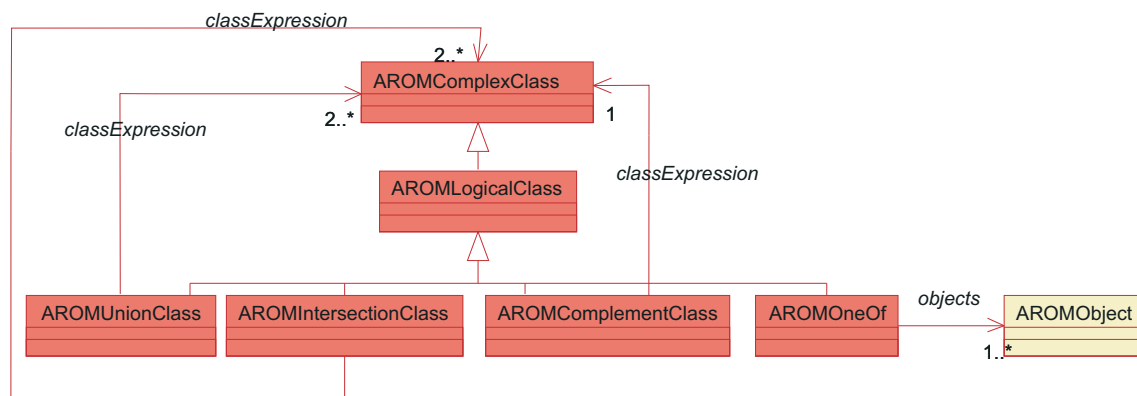 classExpression
2..*
AROMComplexClass
2..*
1
classExpression
classExpression
AROMLogicalClass
AROMUnionClass
AROMIntersectionClass
AROMComplementClass
AROMOneOf
objects
AROMObject
1..*